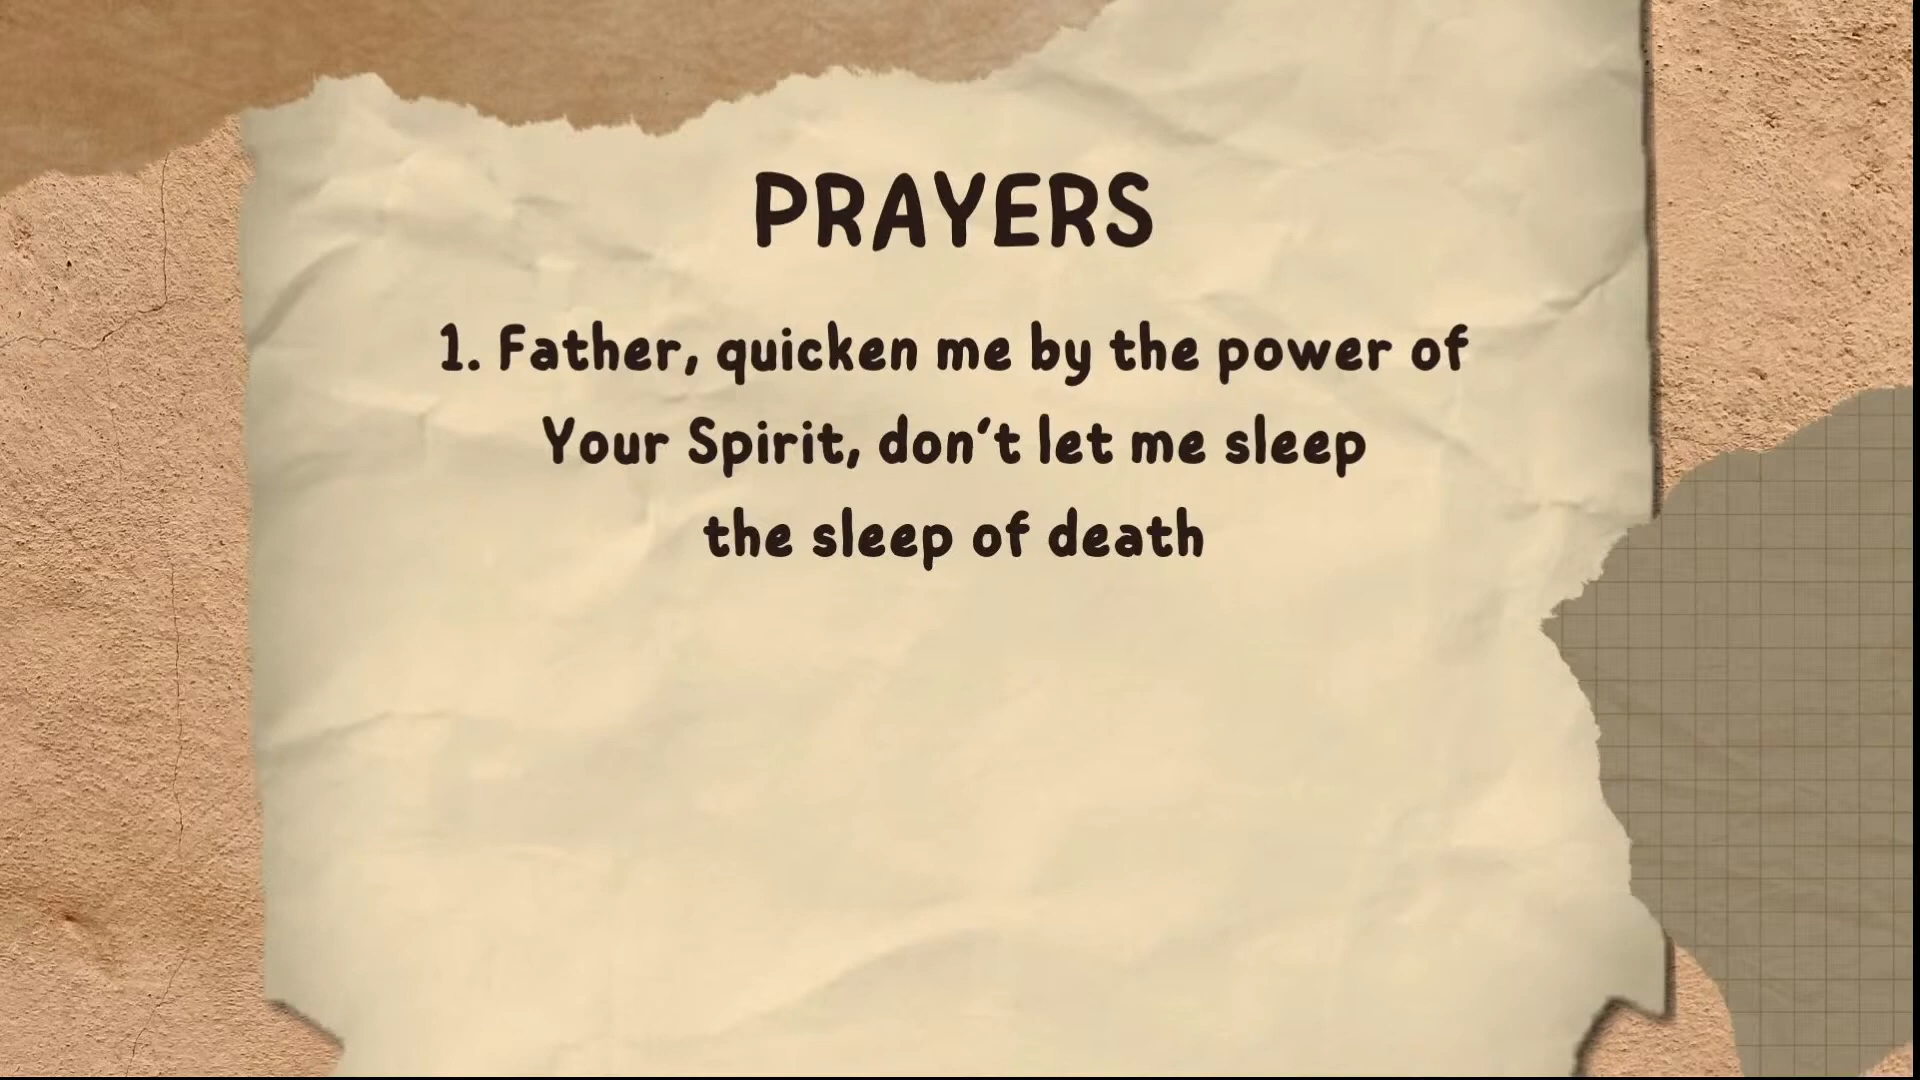 PRAYERS
1. Father, quicken me by the power of
Your Spirit, don't let me sleep
the sleep of death